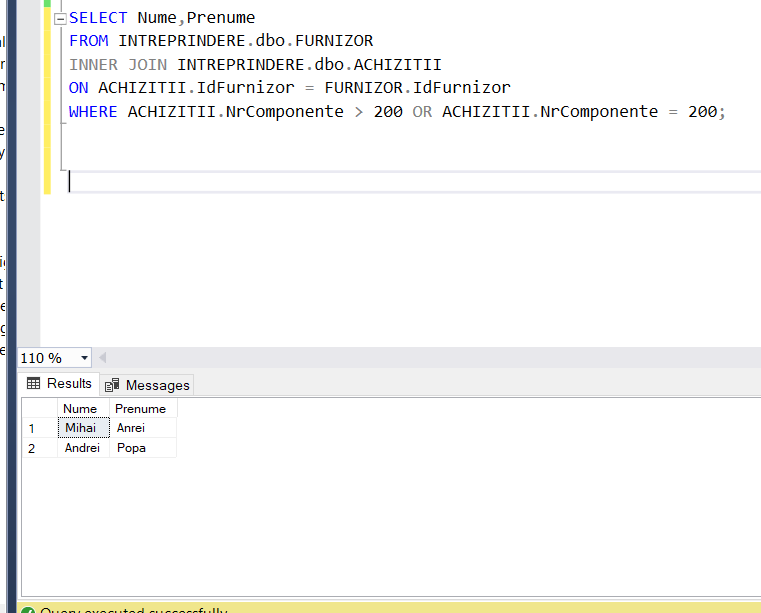 SELECT Nume,Prenume
FROM INTREPRINDERE.dbo.FURNIZOR
INNER JOIN INTREPRINDERE.dbo.ACHIZITII
ON ACHIZITII.IdFurnizor = FURNIZOR.IdFurnizor
WHERE ACHIZITII.NrComponente > 200 OR ACHIZITII.NrComponente = 200;
110 %
Results Messages
Nume Prenume
1 Mihai Anrei
2 Andrei Popa
Query executed successfully